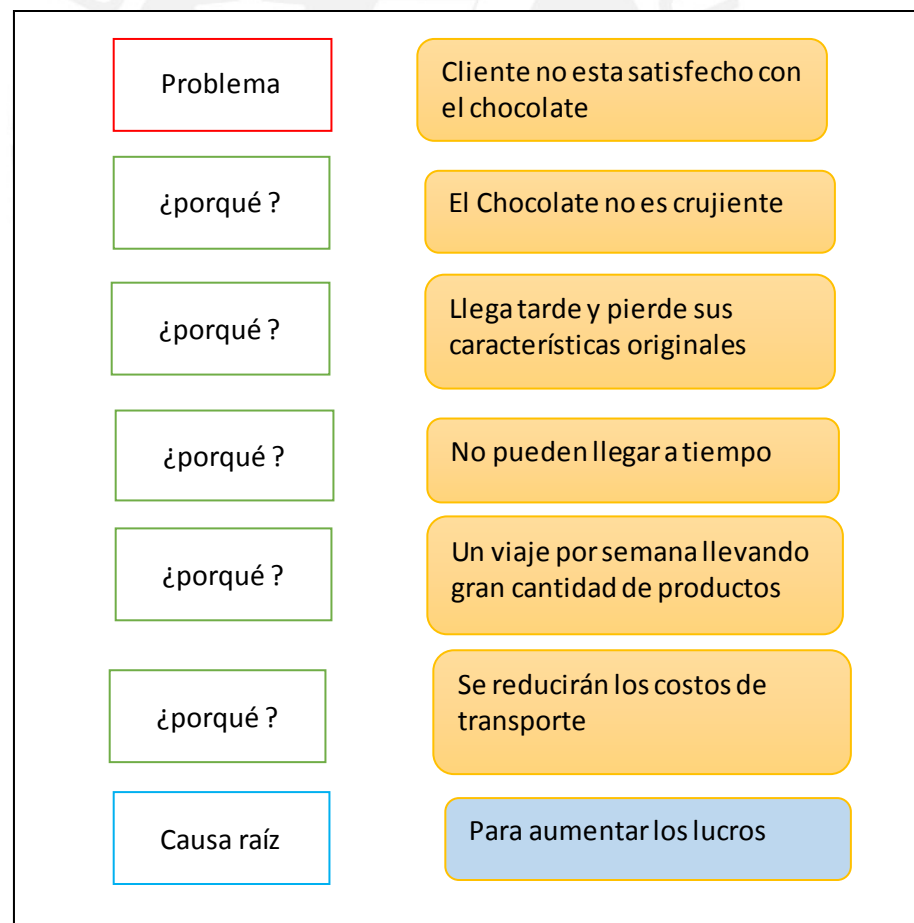 Problema
Cliente no esta satisfecho con
el chocolate
¿porqué ?
El Chocolate no es crujiente
¿porqué ?
Llega tarde y pierde sus
características originales
¿porqué ?
No pueden llegar a tiempo
¿porqué ?
Un viaje por semana llevando
gran cantidad de productos
¿porqué ?
Se reducirán los costos de
transporte
Causa raíz
Para aumentar los lucros